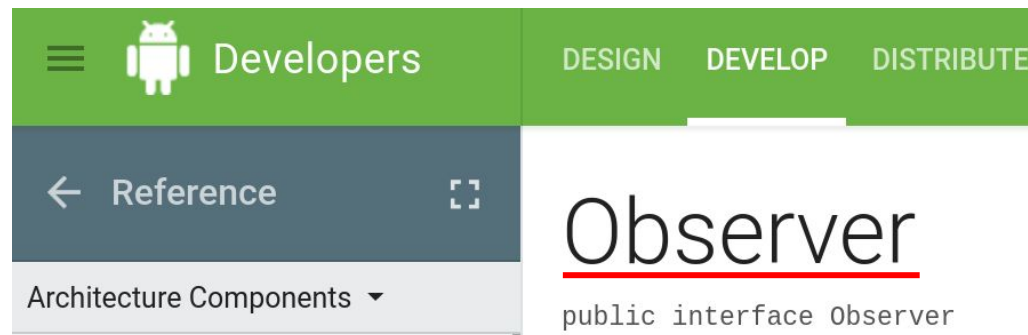 Developers
DESIGN DEVELOP DISTRIBUTE
Reference
Observer
Architecture Components
public interface Observer